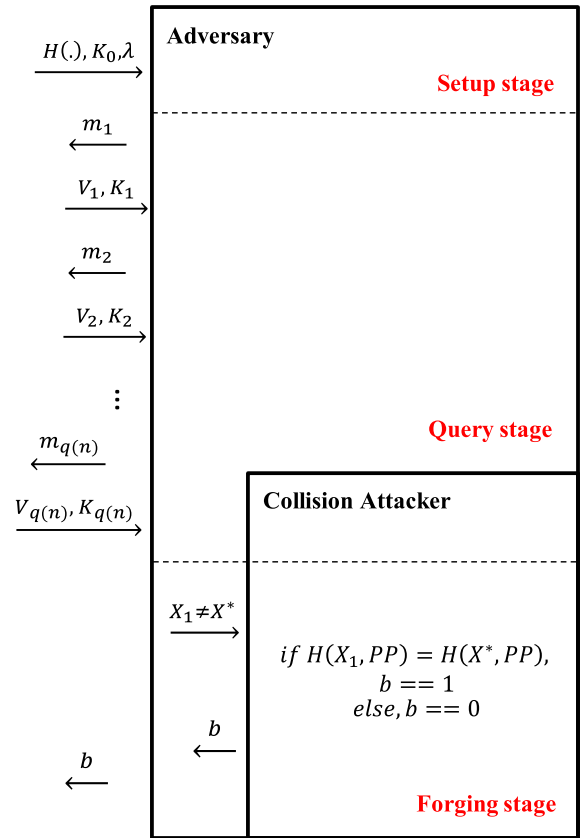 Adversary
H(.), K₀,λ
Setup stage
m₁
V₁, K₁
m₂
V₂, K₂
⋮
Query stage
m_q(n)
Collision Attacker
V_q(n), K_q(n)
X₁≠X*
if H(X₁, PP) = H(X*, PP),
b == 1
else, b == 0
b
b
Forging stage